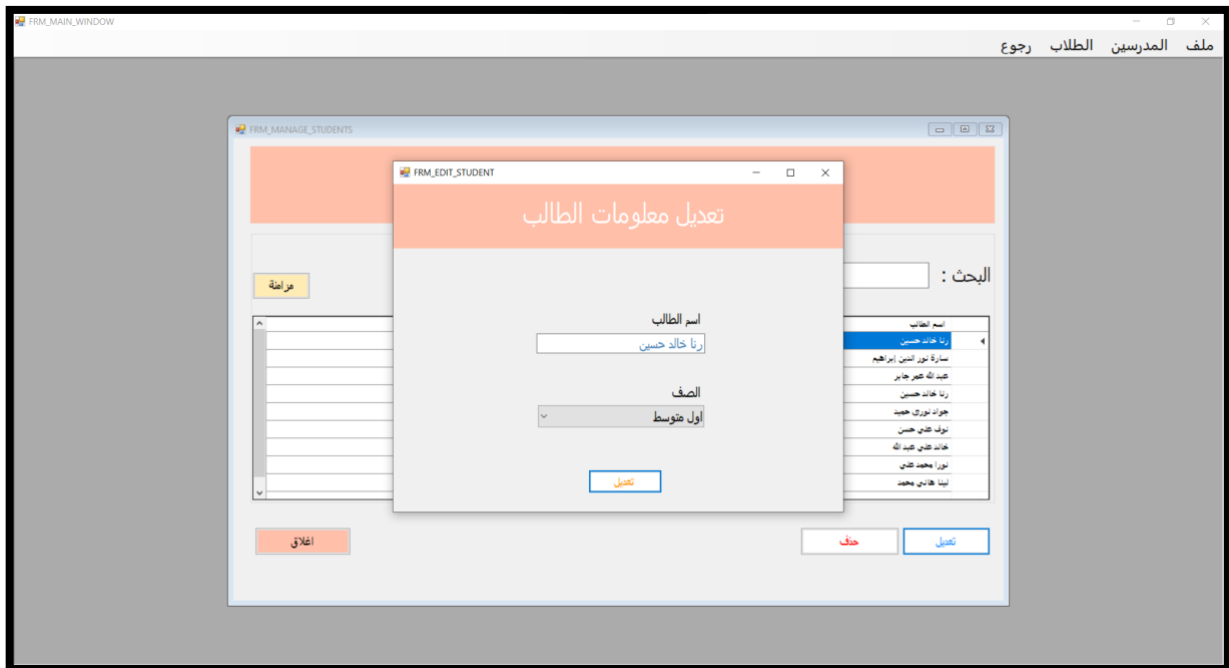 FRM_MAIN_WINDOW
ملف المدرسين الطلاب رجوع
FRM_MANAGE_STUDENTS
FRM_EDIT_STUDENT
تعديل معلومات الطالب
البحث :
مزامنة
اسم الطالب
رنا خالد حسين
الصف
اول متوسط
تعديل
اسم الطالب
رنا خالد حسين
سارة نور الدين إبراهيم
عبد الله عمر جابر
رنا خالد حسين
جواد نوري حميد
نوف علي حسن
خالد علي عبد الله
نورا محمد علي
لينا هاني محمد
تعديل
حذف
اغلاق